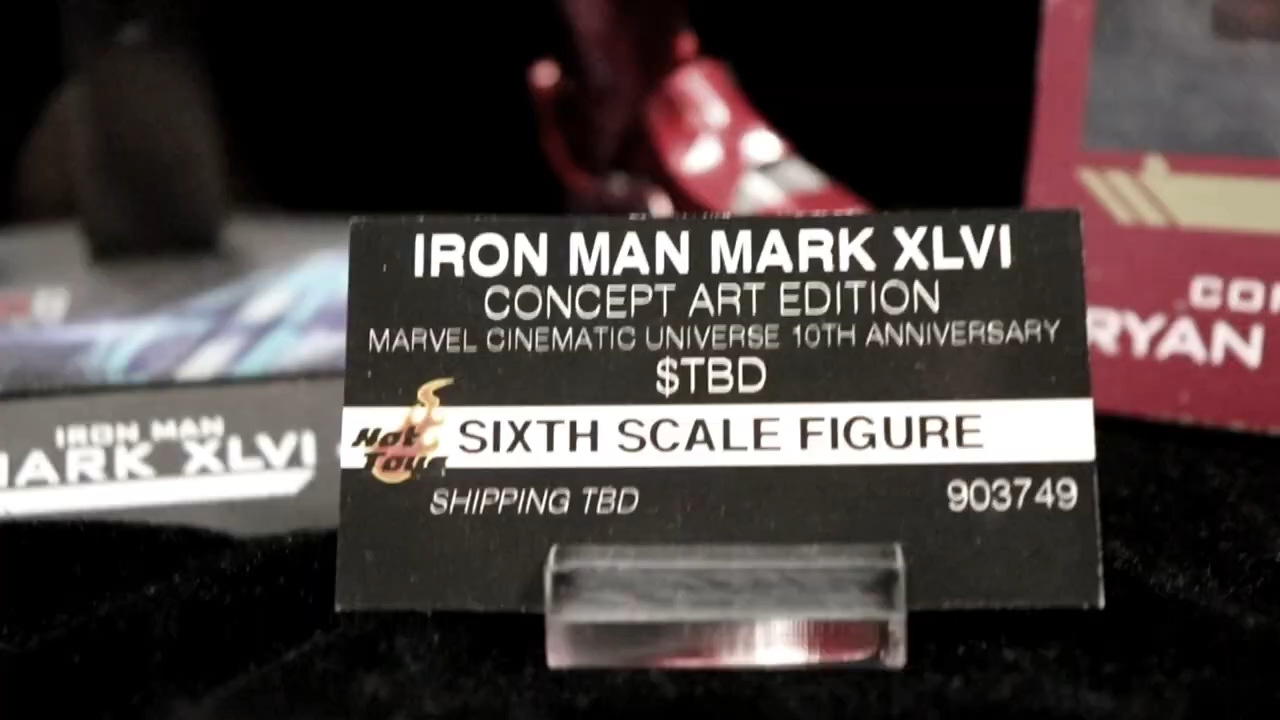 IRON MAN MARK XLVI
CONCEPT ART EDITION
MARVEL CINEMATIC UNIVERSE 10TH ANNIVERSARY
$TBD
Hot Toys
SIXTH SCALE FIGURE
SHIPPING TBD
903749
IRON MAN
MARK XLVI
RYAN